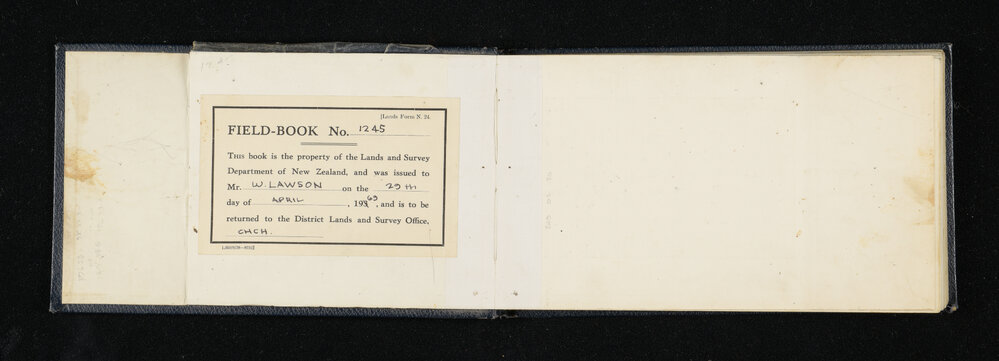 [Lands Form N. 24.
FIELD-BOOK No. 1245
THIS book is the property of the Lands and Survey
Department of New Zealand, and was issued to
Mr. W. LAWSON on the 29TH
day of APRIL, 19363, and is to be
returned to the District Lands and Survey Office,
CHCH.